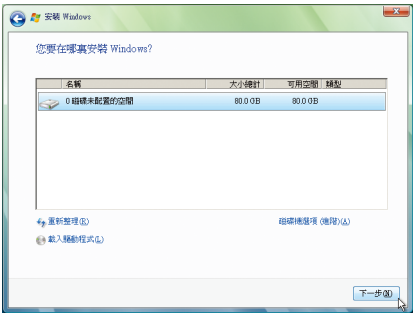 安裝 Windows
您要在哪裏安裝 Windows?
名稱 大小總計 可用空間 類型
0 磁碟未配置的空間 80.0 GB 80.0 GB
重新整理(R) 磁碟機選項 (進階)(A)
載入驅動程式(L)
下一步(N)